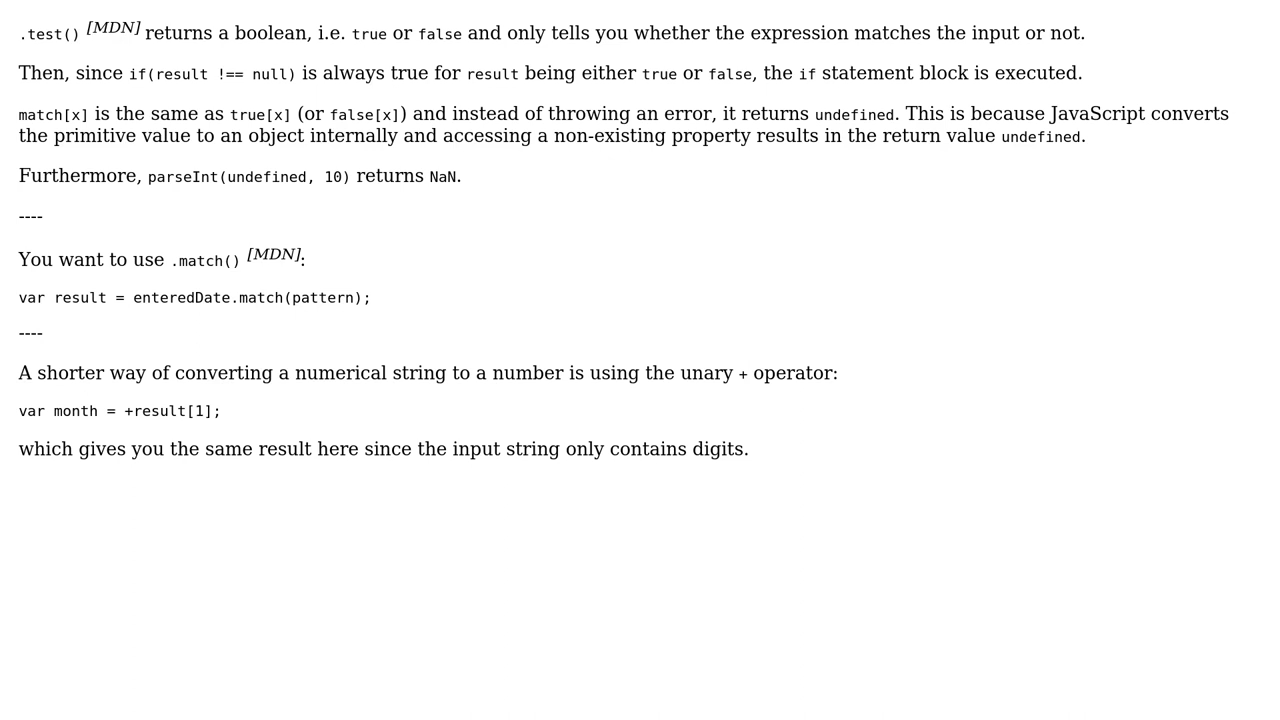 .test() [MDN] returns a boolean, i.e. true or false and only tells you whether the expression matches the input or not.
Then, since if(result !== null) is always true for result being either true or false, the if statement block is executed.
match[x] is the same as true[x] (or false[x]) and instead of throwing an error, it returns undefined. This is because JavaScript converts
the primitive value to an object internally and accessing a non-existing property results in the return value undefined.
Furthermore, parseInt(undefined, 10) returns NaN.
----
You want to use .match() [MDN]:
var result = enteredDate.match(pattern);
----
A shorter way of converting a numerical string to a number is using the unary + operator:
var month = +result[1];
which gives you the same result here since the input string only contains digits.